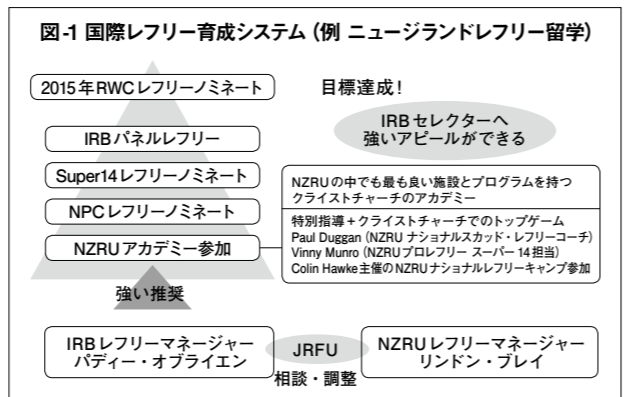 図-1 国際レフリー育成システム（例 ニュージランドレフリー留学）
2015年RWCレフリーノミネート
目標達成！
IRBセレクターへ
強いアピールができる
IRBパネルレフリー
Super14レフリーノミネート
NPCレフリーノミネート
NZRUアカデミー参加
NZRUの中でも最も良い施設とプログラムを持つ
クライストチャーチのアカデミー
特別指導＋クライストチャーチでのトップゲーム
Paul Duggan（NZRU ナショナルスカッド・レフリーコーチ）
Vinny Munro（NZRUプロレフリー スーパー14担当）
Colin Hawke主催のNZRUナショナルレフリーキャンプ参加
強い推奨
IRBレフリーマネージャー
パディー・オブライエン
JRFU
相談・調整
NZRUレフリーマネージャー
リンドン・ブレイ